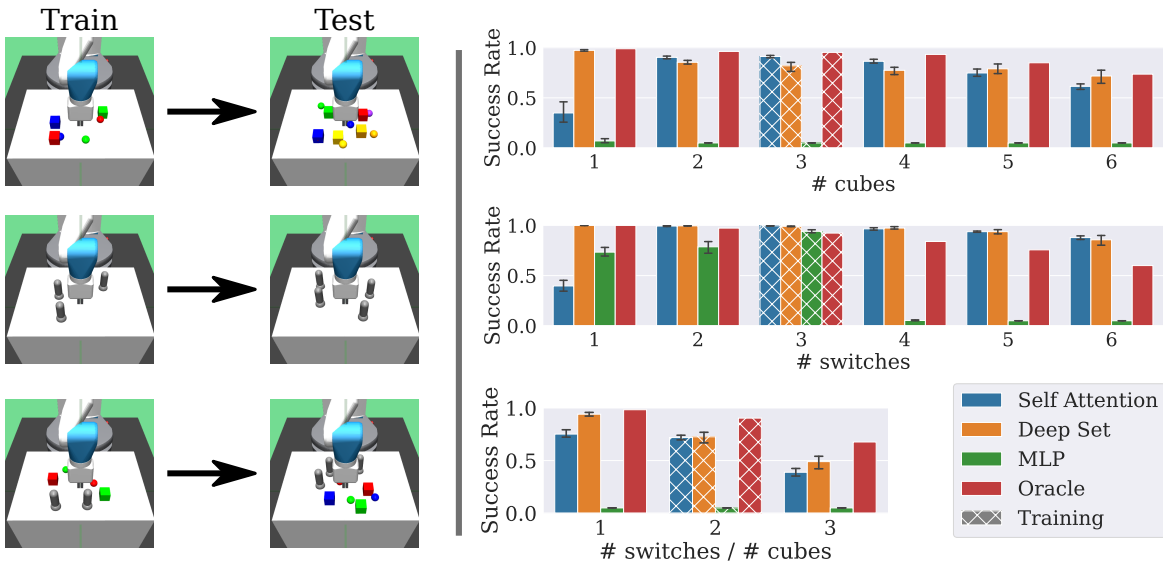 Train
Test
Success Rate
1.0
0.5
0.0
1 2 3 4 5 6
# cubes
Success Rate
1.0
0.5
0.0
1 2 3 4 5 6
# switches
Success Rate
1.0
0.5
0.0
1 2 3
# switches / # cubes
Self Attention
Deep Set
MLP
Oracle
Training